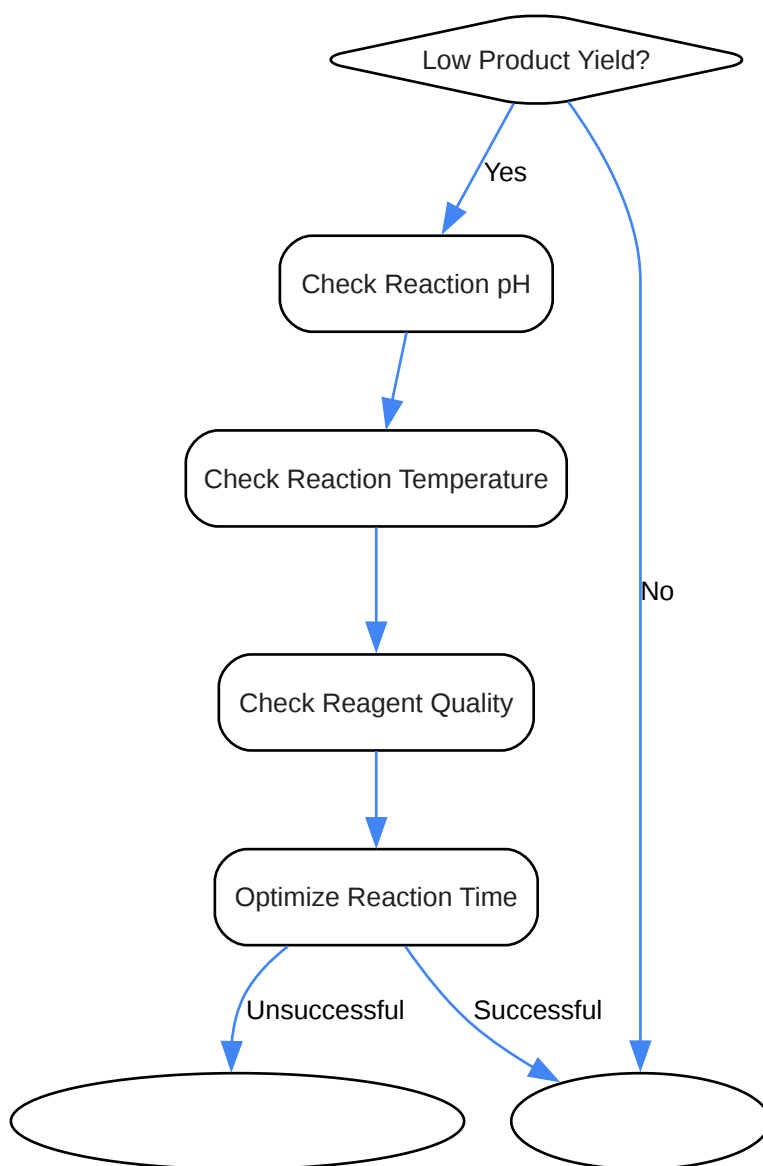 Low Product Yield?
Yes
Check Reaction pH
Check Reaction Temperature
No
Check Reagent Quality
Optimize Reaction Time
Unsuccessful
Successful